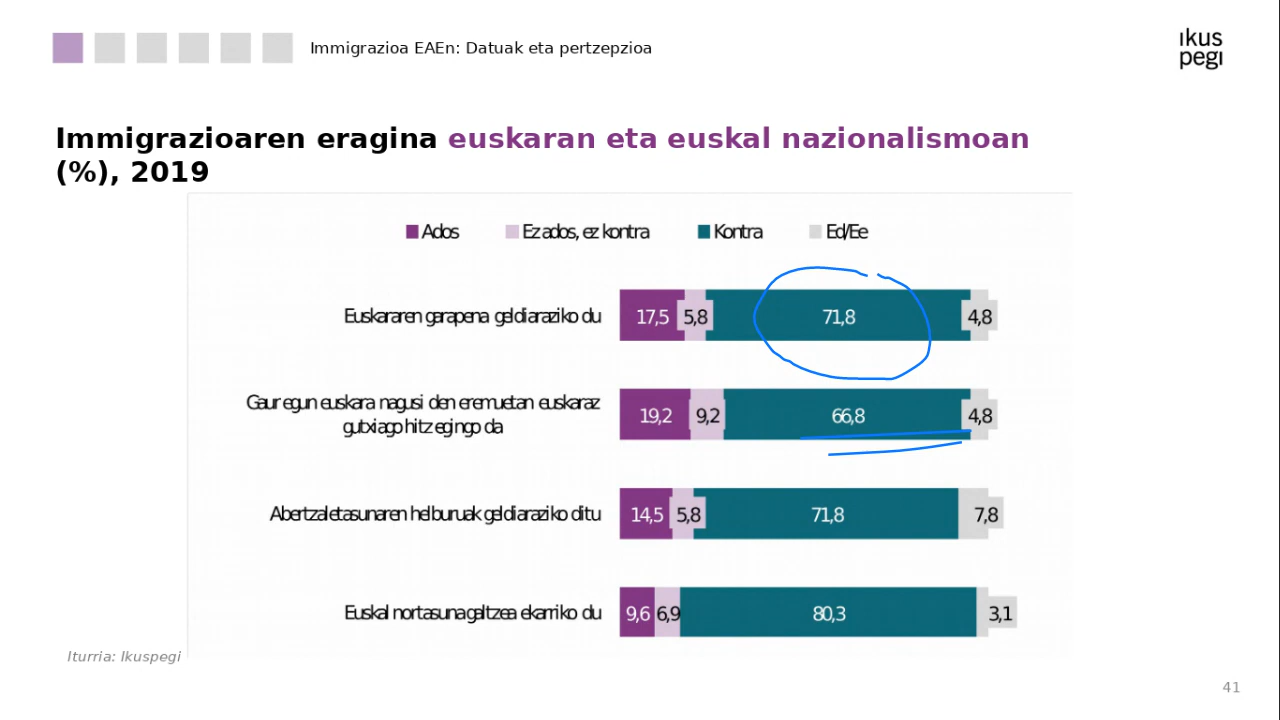 Immigrazioa EAEn: Datuak eta pertzepzioa
ikus
pegi
Immigrazioaren eragina euskaran eta euskal nazionalismoan
(%), 2019
Ados Ez ados, ez kontra Kontra Ed/Ee
Euskararen garapena geldiaraziko du 17,5 5,8 71,8 4,8
Gaur egun euskara nagusi den eremuetan euskaraz
gutxiago hitz egingo da 19,2 9,2 66,8 4,8
Abertzaletasunaren helburuak geldiaraziko ditu 14,5 5,8 71,8 7,8
Euskal nortasuna galtzea ekarriko du 9,6 6,9 80,3 3,1
Iturria: Ikuspegi
41